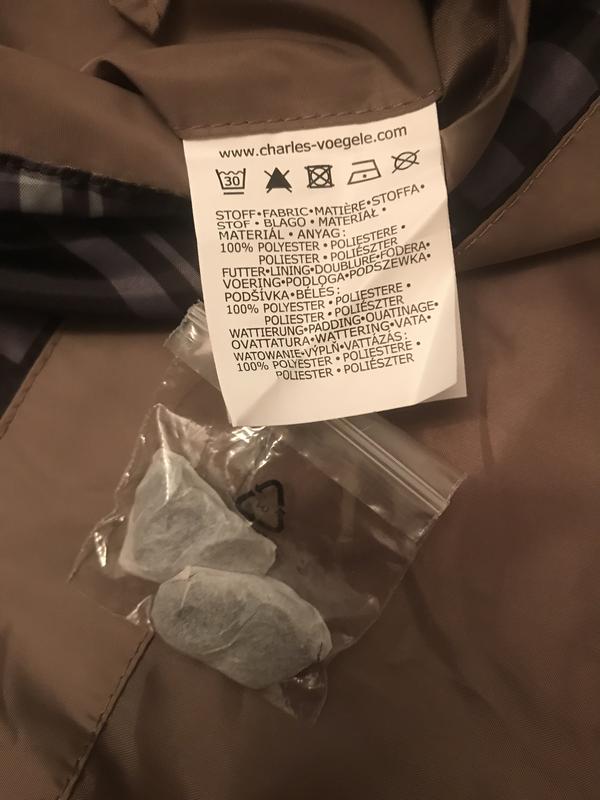 www.charles-voegele.com
30
STOFF•FABRIC•MATIÈRE•STOFFA•
STOF • BLAGO • MATERIAŁ •
MATERIÁL • ANYAG:
100% POLYESTER • POLIESTERE •
POLIESTER • POLIÉSZTER
FUTTER•LINING•DOUBLURE•FODERA•
VOERING•PODLOGA•PODSZEWKA•
PODŠÍVKA•BÉLÉS:
100% POLYESTER • POLIESTERE •
POLIESTER • POLIÉSZTER
WATTIERUNG•PADDING•OUATINAGE•
OVATTATURA•WATTERING•VATA•
WATOWANIE•VÝPLŇ•VATTÁZÁS:
100% POLYESTER • POLIESTERE •
POLIESTER • POLIÉSZTER